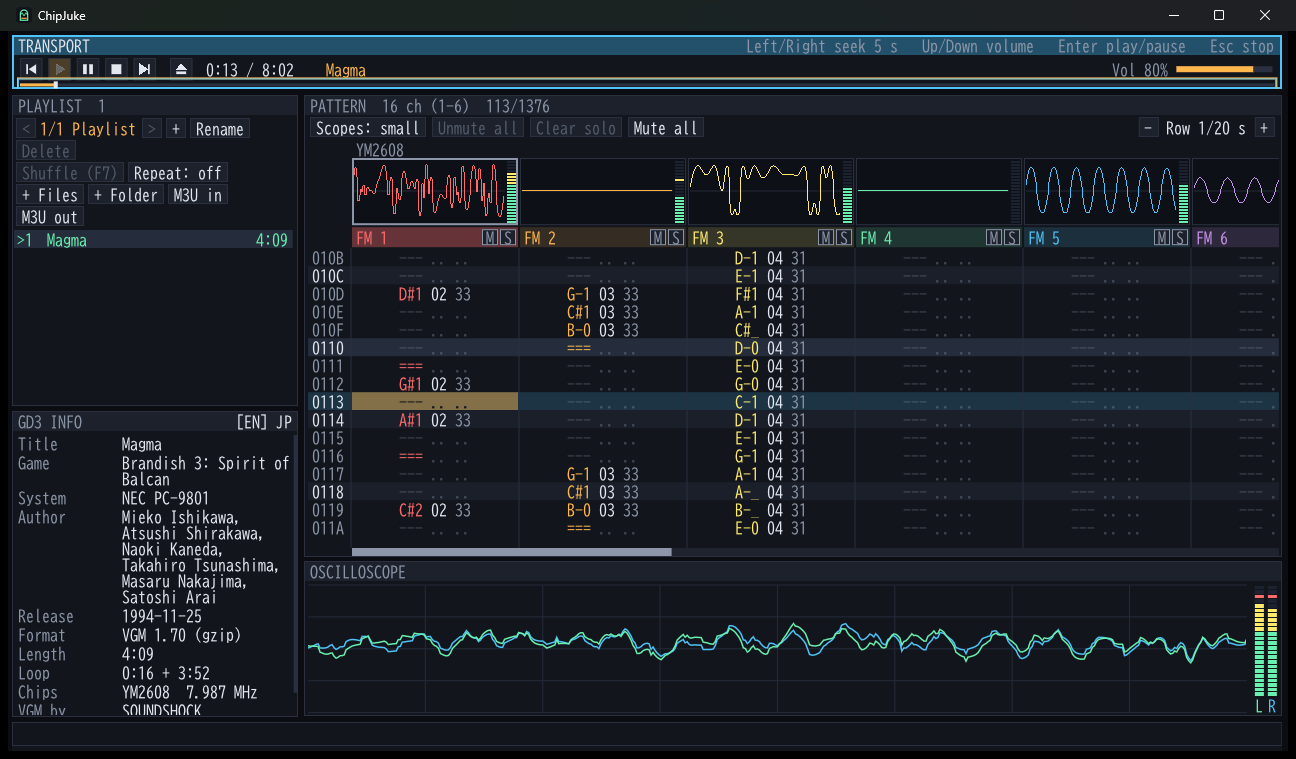 ChipJuke
TRANSPORT Left/Right seek 5 s Up/Down volume Enter play/pause Esc stop
0:13 / 8:02 Magma Vol 80%
PLAYLIST 1
< 1/1 Playlist > + Rename
Delete
Shuffle (F7) Repeat: off
+ Files + Folder M3U in
M3U out
>1 Magma 4:09
GD3 INFO [EN] JP
Title Magma
Game Brandish 3: Spirit of
Balcan
System NEC PC-9801
Author Mieko Ishikawa,
Atsushi Shirakawa,
Naoki Kaneda,
Takahiro Tsunashima,
Masaru Nakajima,
Satoshi Arai
Release 1994-11-25
Format VGM 1.70 (gzip)
Length 4:09
Loop 0:16 + 3:52
Chips YM2608 7.987 MHz
VGM by SOUNDSHOCK
PATTERN 16 ch (1-6) 113/1376
Scopes: small Unmute all Clear solo Mute all - Row 1/20 s +
YM2608
FM 1 M S FM 2 M S FM 3 M S FM 4 M S FM 5 M S FM 6
010B --- .. .. --- .. .. D-1 04 31 --- .. .. --- .. .. --- .
010C --- .. .. --- .. .. E-1 04 31 --- .. .. --- .. .. --- .
010D D#1 02 33 G-1 03 33 F#1 04 31 --- .. .. --- .. .. --- .
010E --- .. .. C#1 03 33 A-1 04 31 --- .. .. --- .. .. --- .
010F --- .. .. B-0 03 33 C#_ 04 31 --- .. .. --- .. .. --- .
0110 --- .. .. === .. .. D-0 04 31 --- .. .. --- .. .. --- .
0111 === .. .. --- .. .. E-0 04 31 --- .. .. --- .. .. --- .
0112 G#1 02 33 --- .. .. G-0 04 31 --- .. .. --- .. .. --- .
0113 --- .. .. --- .. .. C-1 04 31 --- .. .. --- .. .. --- .
0114 A#1 02 33 --- .. .. D-1 04 31 --- .. .. --- .. .. --- .
0115 --- .. .. --- .. .. E-1 04 31 --- .. .. --- .. .. --- .
0116 === .. .. --- .. .. G-1 04 31 --- .. .. --- .. .. --- .
0117 --- .. .. G-1 03 33 A-1 04 31 --- .. .. --- .. .. --- .
0118 --- .. .. C#1 03 33 A-_ 04 31 --- .. .. --- .. .. --- .
0119 C#2 02 33 B-0 03 33 B-_ 04 31 --- .. .. --- .. .. --- .
011A --- .. .. === .. .. E-0 04 31 --- .. .. --- .. .. --- .
OSCILLOSCOPE
L R